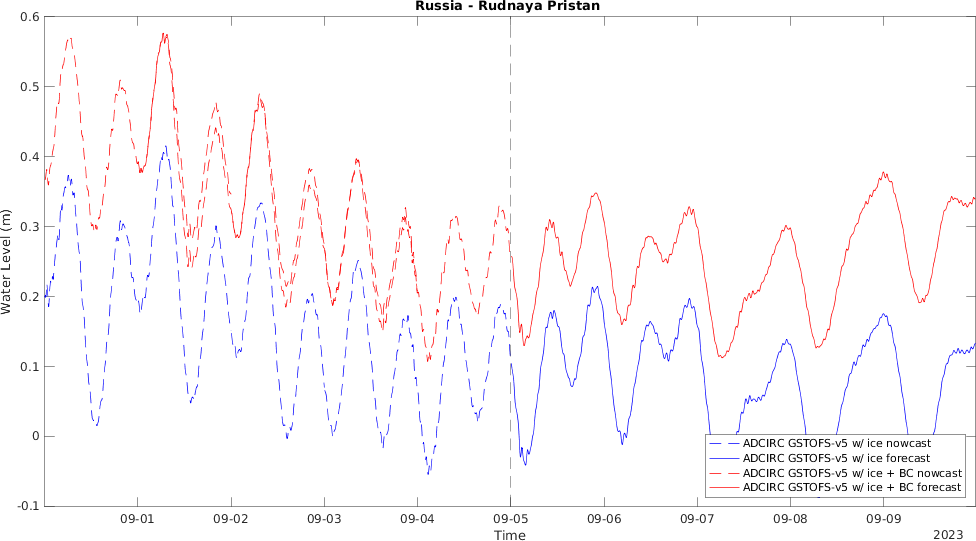 Russia - Rudnaya Pristan
Water Level (m)
0.6
0.5
0.4
0.3
0.2
0.1
0
-0.1
ADCIRC GSTOFS-v5 w/ ice nowcast
ADCIRC GSTOFS-v5 w/ ice forecast
ADCIRC GSTOFS-v5 w/ ice + BC nowcast
ADCIRC GSTOFS-v5 w/ ice + BC forecast
09-01 09-02 09-03 09-04 09-05 09-06 09-07 09-08 09-09
Time
2023